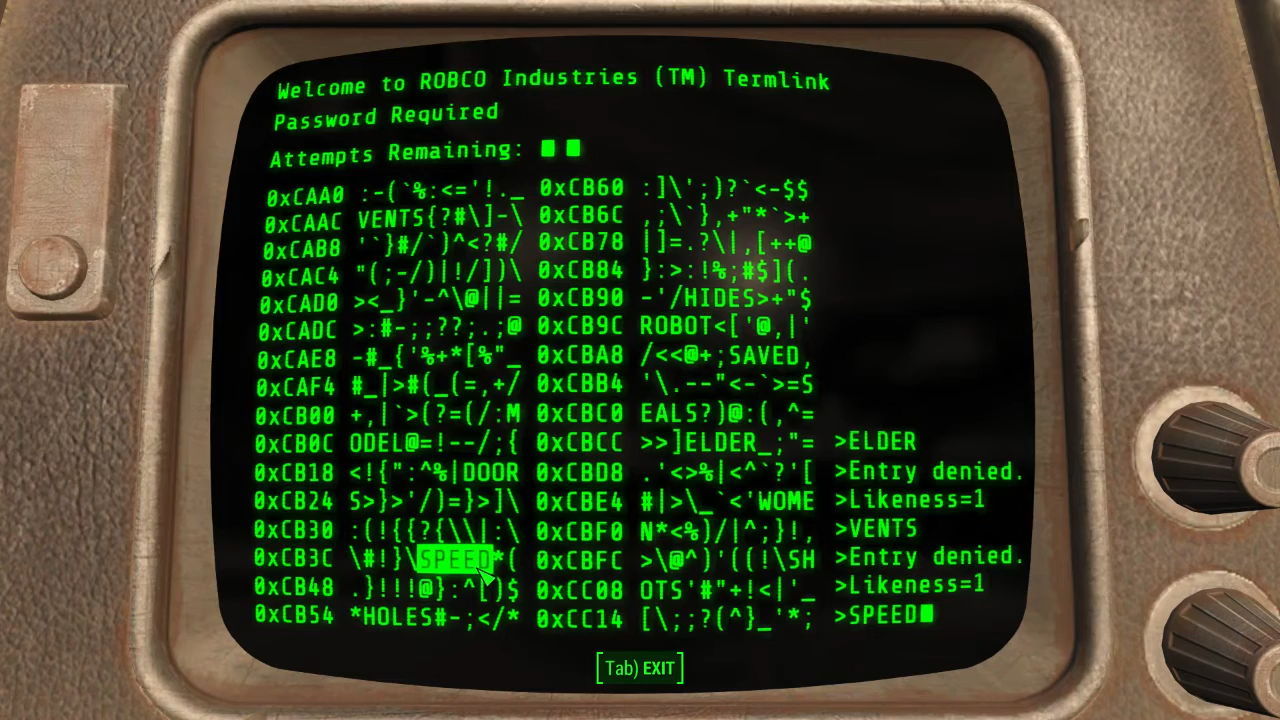 Welcome to ROBCO Industries (TM) Termlink
Password Required
Attempts Remaining: ■ ■
0xCAA0 :-(`%:<='!._ 0xCB60 :]\';)?`<-$$
0xCAAC VENTS{?#\]-\ 0xCB6C ,;\`},+"*`>+
0xCAB8 '`}#/`)^<?#/ 0xCB78 |]=.?\|,[++@
0xCAC4 "(;-/)|!/])\ 0xCB84 }:>:!%;#$](.
0xCAD0 ><_}'-^\@||= 0xCB90 -'/HIDES>+"$
0xCADC >:#-;;??;.;@ 0xCB9C ROBOT<['@,|'
0xCAE8 -#_{'%+*[%"_ 0xCBA8 /<<@+;SAVED,
0xCAF4 #_|>#(_(=,+/ 0xCBB4 '\.--"<-`>=S
0xCB00 +,|`>(?=(/:M 0xCBC0 EALS?)@:(,^=
0xCB0C ODEL@=!--/;{ 0xCBCC >>]ELDER_;"= >ELDER
0xCB18 <!{":^%|DOOR 0xCBD8 .'<>%|<^`?'[ >Entry denied.
0xCB24 S>}>'/)=}>]\ 0xCBE4 #|>\_`<'WOME >Likeness=1
0xCB30 :(!{{?{\\|:\ 0xCBF0 N*<%)/|^;}!, >VENTS
0xCB3C \#!}\SPEED*( 0xCBFC >\@^)'((!\SH >Entry denied.
0xCB48 .}!!!@}:^[)$ 0xCC08 OTS'#"+!<|'_ >Likeness=1
0xCB54 *HOLES#-;</* 0xCC14 [\;;?(^}_'*; >SPEED■
[Tab) EXIT]